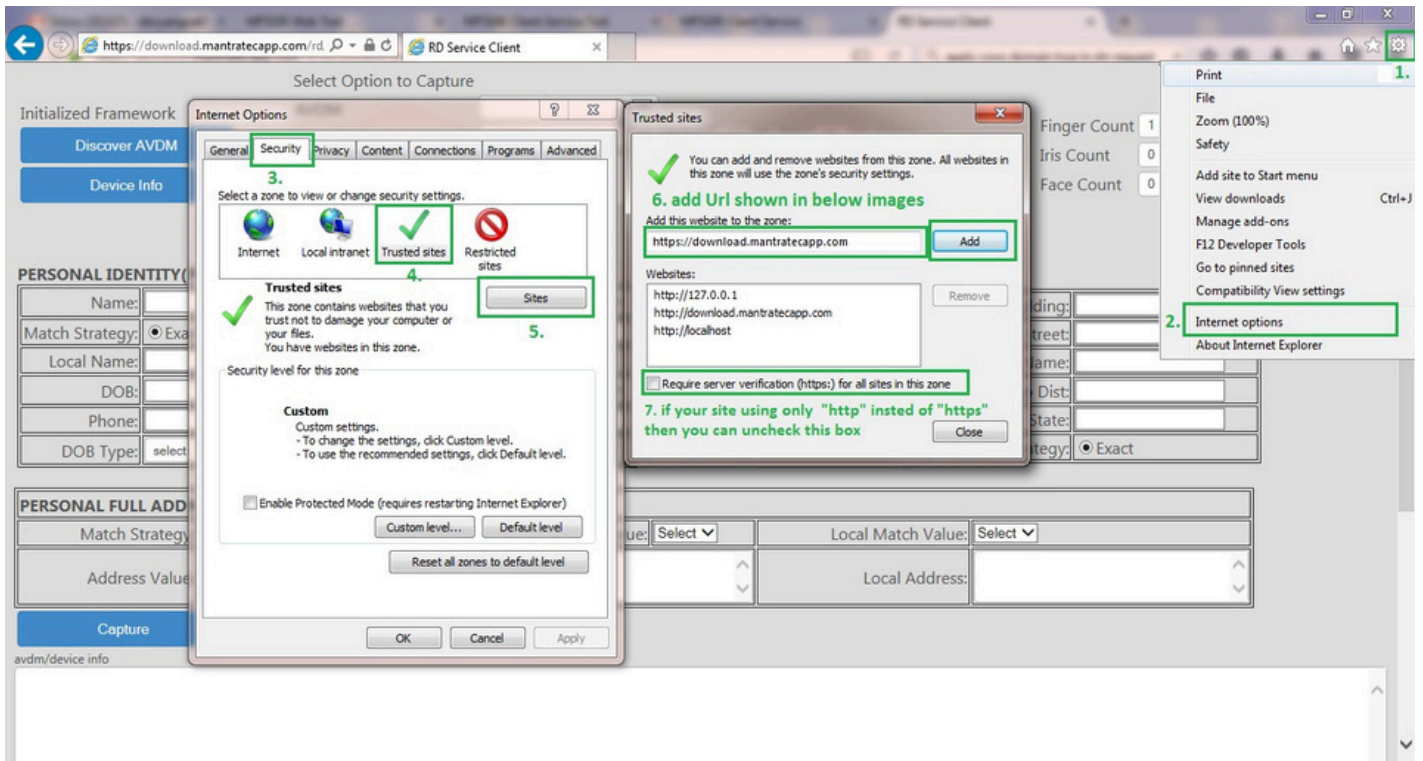 https://download.mantratecapp.com/rd
RD Service Client
Select Option to Capture
Initialized Framework
Discover AVDM
Device Info
Finger Count 1
Iris Count 0
Face Count 0
1.
Print
File
Zoom (100%)
Safety
Add site to Start menu
View downloads Ctrl+J
Manage add-ons
F12 Developer Tools
Go to pinned sites
Compatibility View settings
2. Internet options
About Internet Explorer
Internet Options
General Security Privacy Content Connections Programs Advanced
3.
Select a zone to view or change security settings.
Internet Local intranet Trusted sites Restricted
sites
4.
Trusted sites
Sites
This zone contains websites that you
trust not to damage your computer or
your files.
You have websites in this zone.
5.
Security level for this zone
Custom
Custom settings.
- To change the settings, click Custom level.
- To use the recommended settings, click Default level.
Enable Protected Mode (requires restarting Internet Explorer)
Custom level... Default level
Reset all zones to default level
OK Cancel Apply
Trusted sites
You can add and remove websites from this zone. All websites in
this zone will use the zone's security settings.
6. add Url shown in below images
Add this website to the zone:
https://download.mantratecapp.com Add
Websites:
http://127.0.0.1
http://download.mantratecapp.com
http://localhost
Remove
Require server verification (https:) for all sites in this zone
7. if your site using only "http" insted of "https"
then you can uncheck this box
Close
PERSONAL IDENTITY(
Name:
Match Strategy: Exa
Local Name:
DOB:
Phone:
DOB Type: select
lding:
treet:
lame:
Dist:
State:
tegy: Exact
PERSONAL FULL ADD
Match Strategy
ue: Select
Local Match Value: Select
Address Value
Local Address:
Capture
avdm/device info